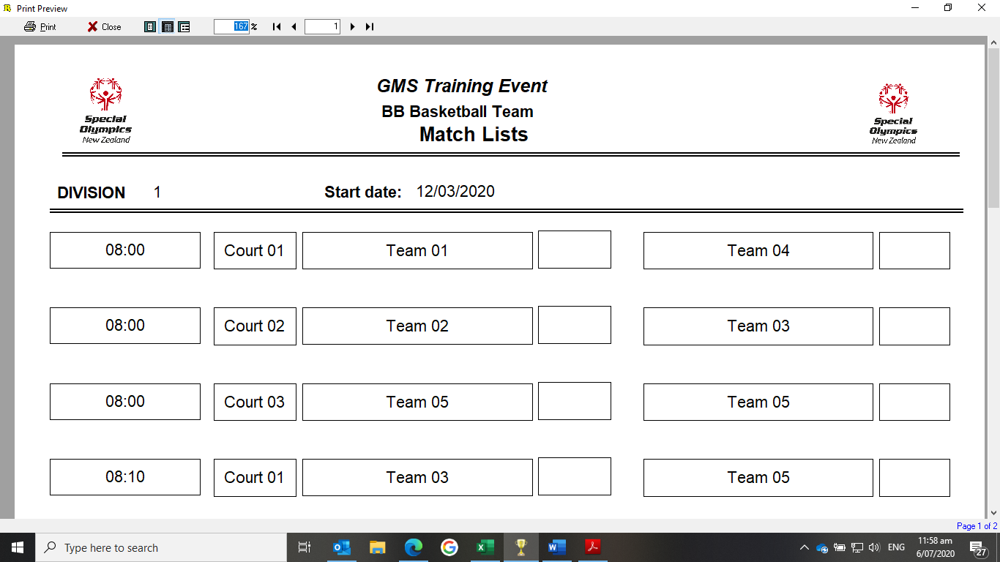 Print Preview
Print Close 167 % 1
GMS Training Event
BB Basketball Team
Match Lists
Special
Olympics
New Zealand
Special
Olympics
New Zealand
DIVISION 1 Start date: 12/03/2020
08:00 Court 01 Team 01 Team 04
08:00 Court 02 Team 02 Team 03
08:00 Court 03 Team 05 Team 05
08:10 Court 01 Team 03 Team 05
Page 1 of 2
Type here to search
ENG
11:58 am
6/07/2020
27